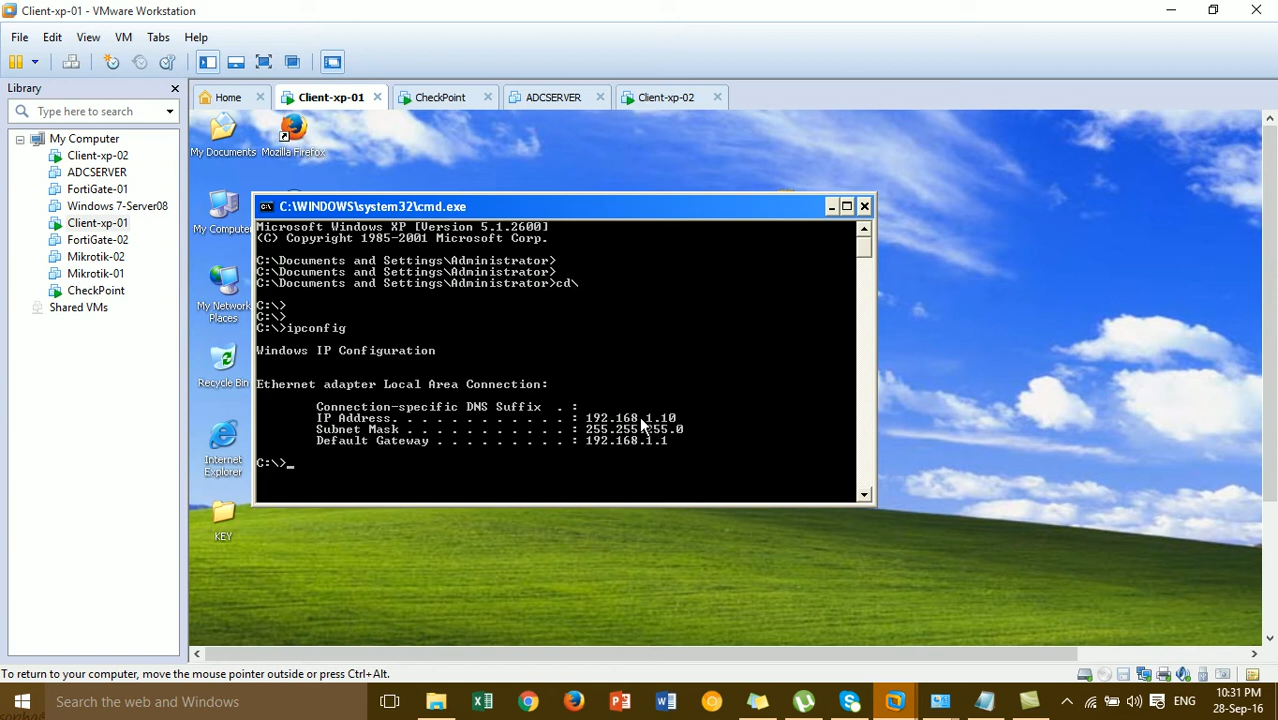 Client-xp-01 - VMware Workstation
File Edit View VM Tabs Help
Library
Type here to search
My Computer
Client-xp-02
ADCSERVER
FortiGate-01
Windows 7-Server08
Client-xp-01
FortiGate-02
Mikrotik-02
Mikrotik-01
CheckPoint
Shared VMs
Home Client-xp-01 CheckPoint ADCSERVER Client-xp-02
My Documents Mozilla Firefox
My Computer
My Network Places
Recycle Bin
Internet Explorer
KEY
C:\WINDOWS\system32\cmd.exe
Microsoft Windows XP [Version 5.1.2600]
(C) Copyright 1985-2001 Microsoft Corp.
C:\Documents and Settings\Administrator>
C:\Documents and Settings\Administrator>
C:\Documents and Settings\Administrator>cd\
C:\>
C:\>
C:\>ipconfig
Windows IP Configuration
Ethernet adapter Local Area Connection:
Connection-specific DNS Suffix . :
IP Address. . . . . . . . . . . . : 192.168.1.10
Subnet Mask . . . . . . . . . . . : 255.255.255.0
Default Gateway . . . . . . . . . : 192.168.1.1
C:\>_
To return to your computer, move the mouse pointer outside or press Ctrl+Alt.
Search the web and Windows
ENG
10:31 PM
28-Sep-16